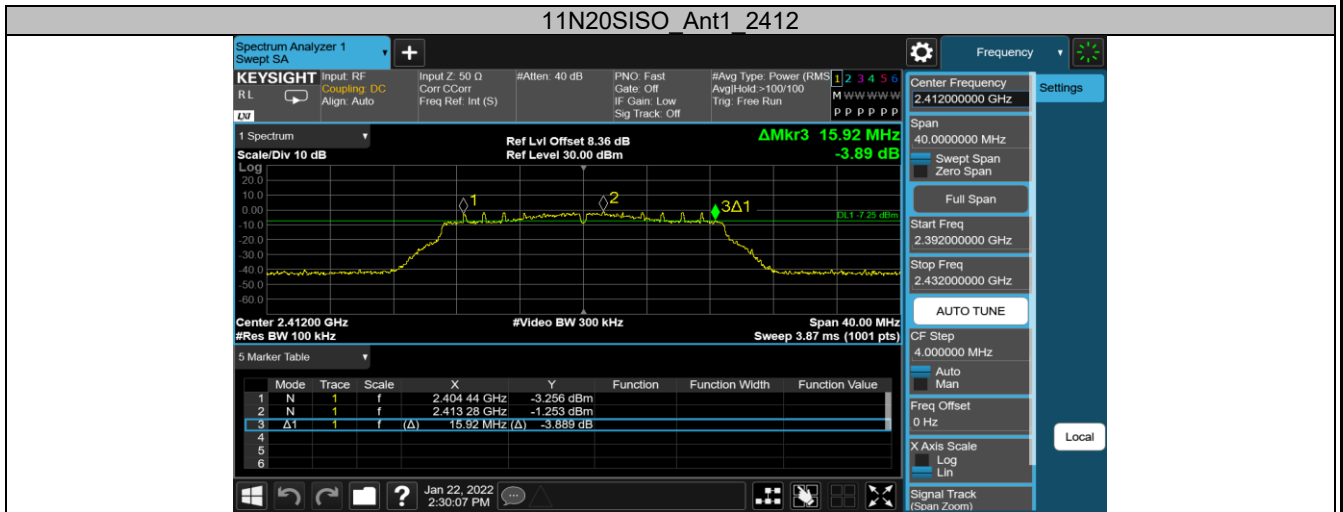 11N20SISO_Ant1_2412
Spectrum Analyzer 1
Swept SA
+
Frequency
KEYSIGHT
RL
LXI
Input: RF
Coupling: DC
Align: Auto
Input Z: 50 Ω
Corr CCorr
Freq Ref: Int (S)
#Atten: 40 dB
PNO: Fast
Gate: Off
IF Gain: Low
Sig Track: Off
#Avg Type: Power (RMS
Avg|Hold:>100/100
Trig: Free Run
1 2 3 4 5 6
M W W W W W
P P P P P P
1 Spectrum
Scale/Div 10 dB
Ref Lvl Offset 8.36 dB
Ref Level 30.00 dBm
ΔMkr3 15.92 MHz
-3.89 dB
Log
20.0
10.0
0.00
-10.0
-20.0
-30.0
-40.0
-50.0
-60.0
1
2
3Δ1
DL1 -7.25 dBm
Center 2.41200 GHz
#Video BW 300 kHz
Span 40.00 MHz
#Res BW 100 kHz
Sweep 3.87 ms (1001 pts)
5 Marker Table
Mode Trace Scale X Y Function Function Width Function Value
1 N 1 f 2.404 44 GHz -3.256 dBm
2 N 1 f 2.413 28 GHz -1.253 dBm
3 Δ1 1 f (Δ) 15.92 MHz (Δ) -3.889 dB
4
5
6
?
Jan 22, 2022
2:30:07 PM
Center Frequency
2.412000000 GHz
Settings
Span
40.0000000 MHz
Swept Span
Zero Span
Full Span
Start Freq
2.392000000 GHz
Stop Freq
2.432000000 GHz
AUTO TUNE
CF Step
4.000000 MHz
Auto
Man
Freq Offset
0 Hz
X Axis Scale
Log
Lin
Local
Signal Track
(Span Zoom)